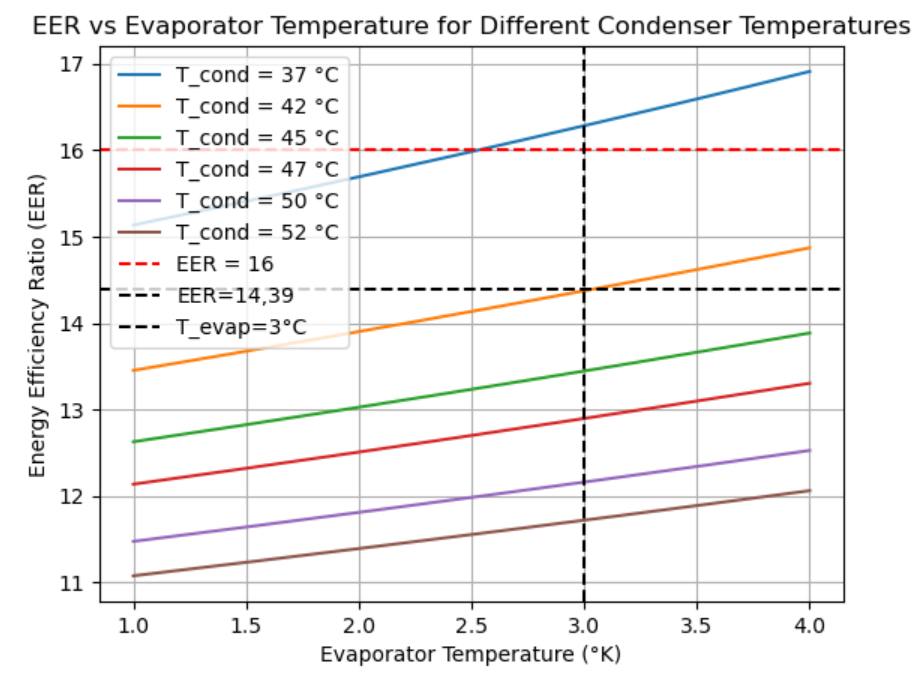 EER vs Evaporator Temperature for Different Condenser Temperatures
17
16
15
14
13
12
11
Energy Efficiency Ratio (EER)
T_cond = 37 °C
T_cond = 42 °C
T_cond = 45 °C
T_cond = 47 °C
T_cond = 50 °C
T_cond = 52 °C
EER = 16
EER=14,39
T_evap=3°C
1.0 1.5 2.0 2.5 3.0 3.5 4.0
Evaporator Temperature (°K)